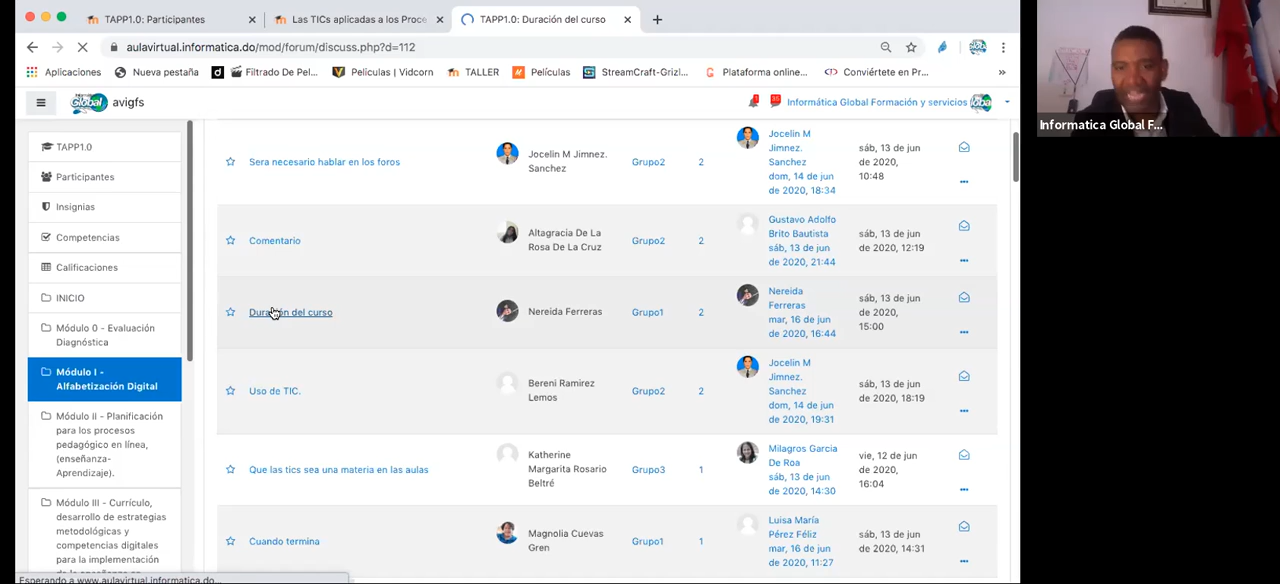 TAPP1.0: Participantes
Las TICs aplicadas a los Proce
TAPP1.0: Duración del curso
aulavirtual.informatica.do/mod/forum/discuss.php?d=112
Aplicaciones
Nueva pestaña
Filtrado De Pel...
Peliculas | Vidcorn
TALLER
Películas
StreamCraft-Grizl...
Plataforma online...
Conviértete en Pr...
»
Global
avigfs
Informática Global Formación y servicios
TAPP1.0
Participantes
Insignias
Competencias
Calificaciones
INICIO
Módulo 0 - Evaluación
Diagnóstica
Módulo I -
Alfabetización Digital
Módulo ii - Planificación
para los procesos
pedagógico en línea,
(enseñanza-
Aprendizaje).
Módulo III - Currículo,
desarrollo de estrategias
metodológicas y
competencias digitales
para la implementación
Sera necesario hablar en los foros
Jocelin M Jimnez.
Sanchez
Grupo2
2
Jocelin M
Jimnez.
Sanchez
dom, 14 de jun
de 2020, 18:34
sáb, 13 de jun
de 2020,
10:48
Comentario
Altagracia De La
Rosa De La Cruz
Grupo2
2
Gustavo Adolfo
Brito Bautista
sáb, 13 de jun
de 2020, 21:44
sáb, 13 de jun
de 2020, 12:19
Duración del curso
Nereida Ferreras
Grupo1
2
Nereida
Ferreras
mar, 16 de jun
de 2020, 16:44
sáb, 13 de jun
de 2020,
15:00
Uso de TIC.
Bereni Ramirez
Lemos
Grupo2
2
Jocelin M
Jimnez.
Sanchez
dom, 14 de jun
de 2020, 19:31
sáb, 13 de jun
de 2020, 18:19
Que las tics sea una materia en las aulas
Katherine
Margarita Rosario
Beltré
Grupo3
1
Milagros Garcia
De Roa
sáb, 13 de jun
de 2020, 14:30
vie, 12 de jun
de 2020,
16:04
Cuando termina
Magnolia Cuevas
Gren
Grupo1
1
Luisa María
Pérez Féliz
mar, 16 de jun
de 2020, 11:27
sáb, 13 de jun
de 2020, 14:31
Esperando a www.aulavirtual.informatica.do...
Informatica Global F...